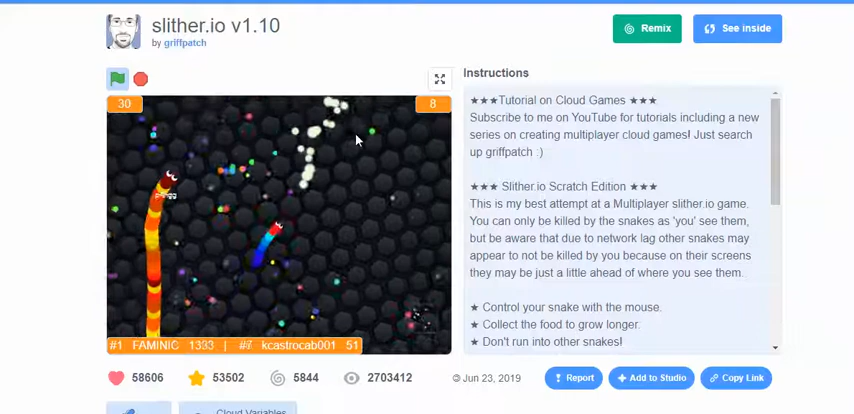 slither.io v1.10
by griffpatch
Remix
See inside
30
8
#1 FAMINIC 1333 | #7 kcastrocab001 51
Instructions
★★★Tutorial on Cloud Games ★★★
Subscribe to me on YouTube for tutorials including a new
series on creating multiplayer cloud games! Just search
up griffpatch :)
★★★ Slither.io Scratch Edition ★★★
This is my best attempt at a Multiplayer slither.io game.
You can only be killed by the snakes as 'you' see them,
but be aware that due to network lag other snakes may
appear to not be killed by you because on their screens
they may be just a little ahead of where you see them.
★ Control your snake with the mouse.
★ Collect the food to grow longer.
★ Don't run into other snakes!
58606
53502
5844
2703412
© Jun 23, 2019
Report
Add to Studio
Copy Link
Cloud Variables